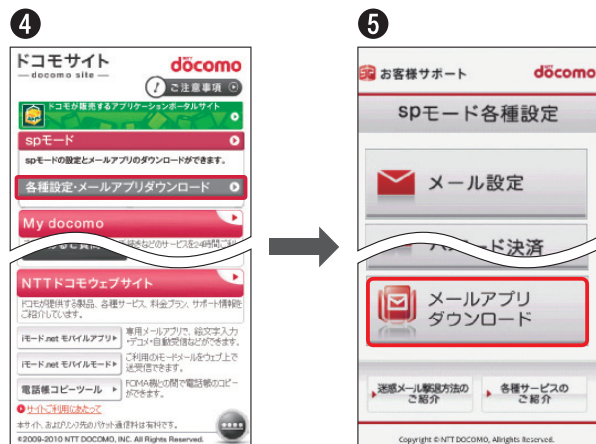 4
ドコモサイト
docomo site
döcomo
! ご注意事項
ドコモが販売するアプリケーションポータルサイト
spモード
spモードの設定とメールアプリのダウンロードができます。
各種設定・メールアプリダウンロード
My docomo
NTTドコモウェブサイト
ドコモが提供する製品、各種サービス、料金プラン、サポート情報を
ご紹介しています。
iモード.net モバイルアプリ
専用メールアプリで、絵文字入力
・デコメ・自動受信などができます。
iモード.net モバイルモード
ご利用のiモードメールをウェブ上で
送受信できます。
電話帳コピーツール
FOMA機との間で電話帳のコピー
ができます。
サイトご利用にあたって
本サイト、およびリンク先のパケット通信料は有料です。
©2009-2010 NTT DOCOMO, INC. All Rights Reserved.
5
お客様サポート
döcomo
spモード各種設定
メール設定
ド決済
メールアプリ
ダウンロード
迷惑メール撃退方法の
ご紹介
各種サービスの
ご紹介
Copyright © NTT DOCOMO, Allrights Reserved.